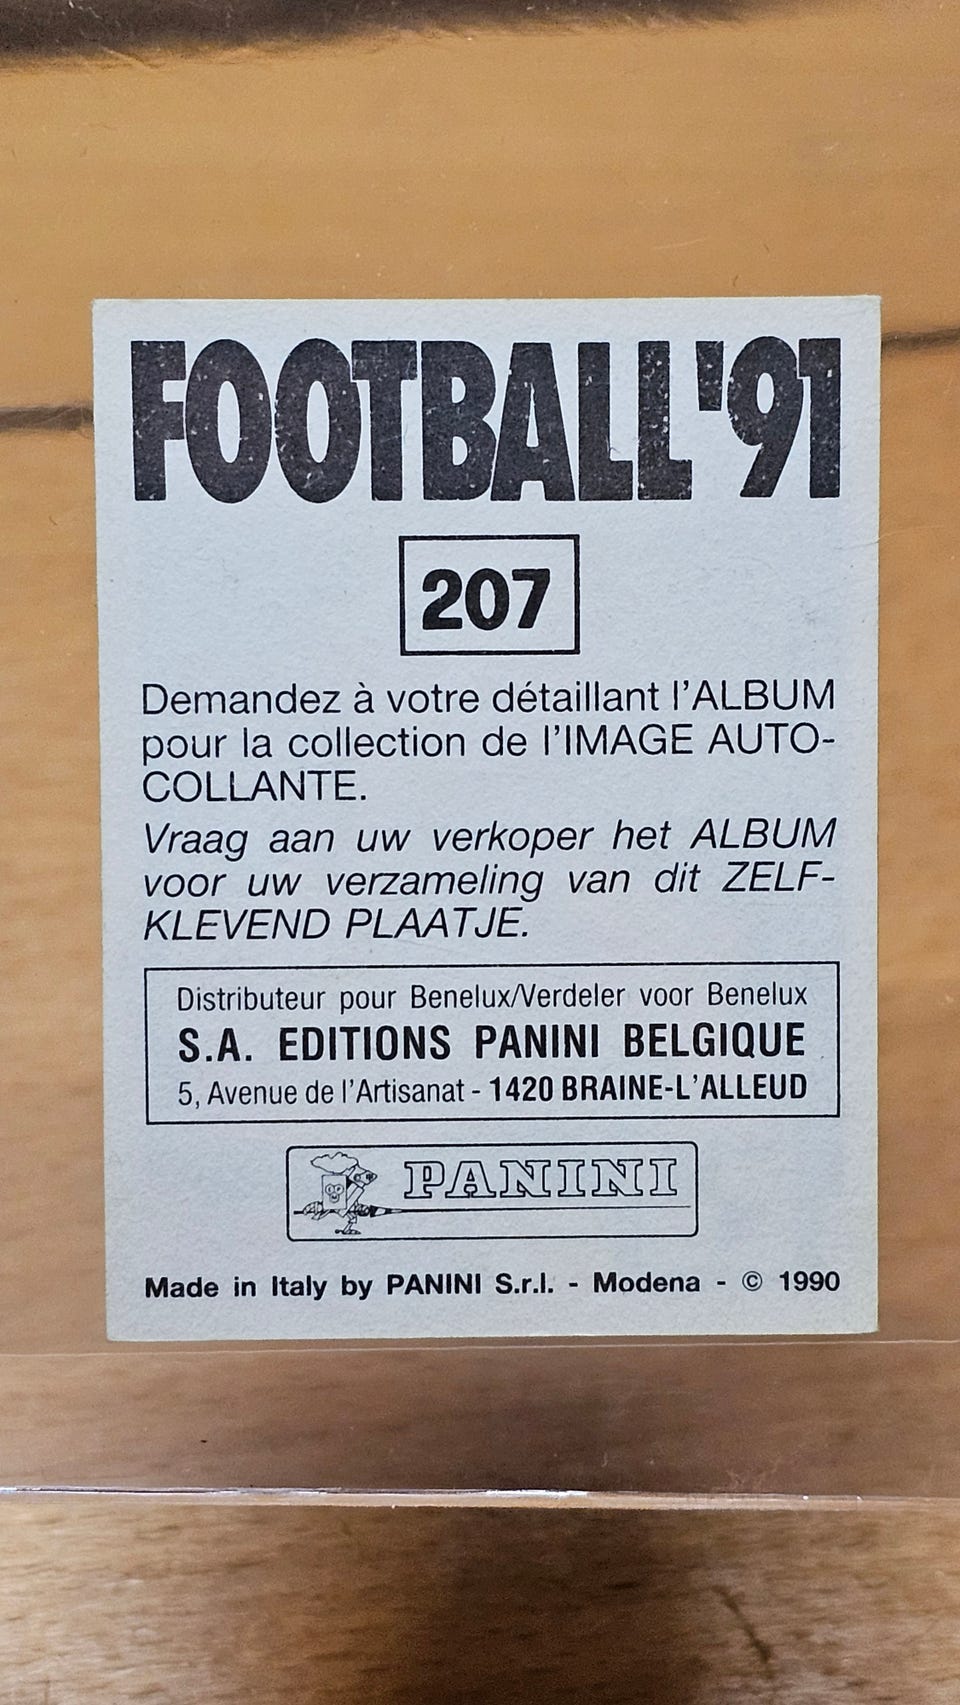 FOOTBALL '91
207
Demandez à votre détaillant l'ALBUM
pour la collection de l'IMAGE AUTO-
COLLANTE.
Vraag aan uw verkoper het ALBUM
voor uw verzameling van dit ZELF-
KLEVEND PLAATJE.
Distributeur pour Benelux/Verdeler voor Benelux
S.A. EDITIONS PANINI BELGIQUE
5, Avenue de l'Artisanat - 1420 BRAINE-L'ALLEUD
PANINI
Made in Italy by PANINI S.r.l. - Modena - © 1990